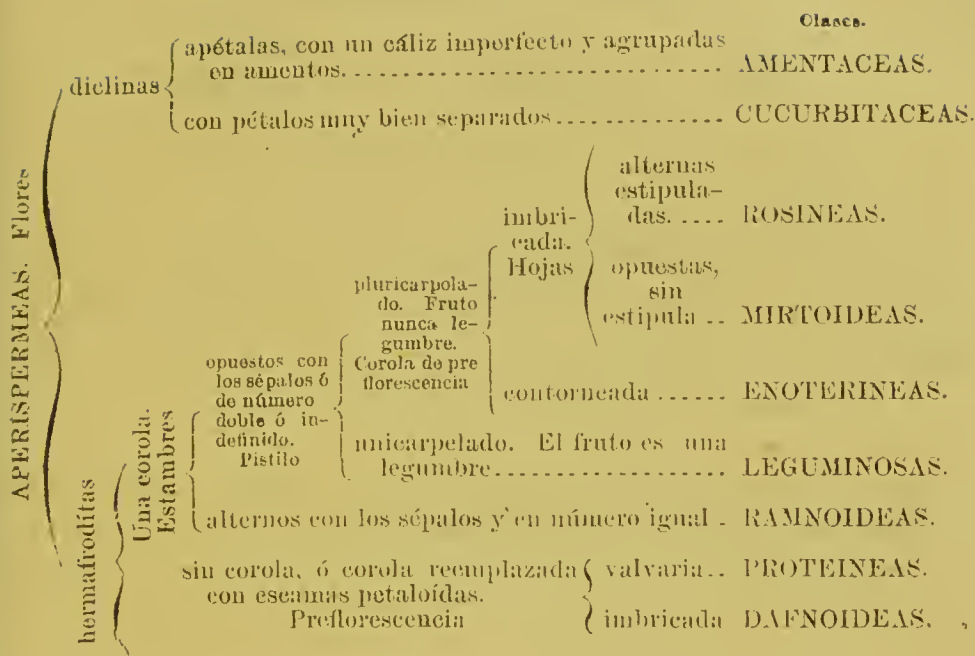 Clases.
apétalas, con un cáliz imperfecto y agrupadas
en amentos. ............................ AMENTACEAS.
diclinas
con pétalos muy bien separados .............. CUCURBITACEAS.
APERÍSPERMEAS. Flores
alternas
estipula-
das. ..... ROSINEAS.
imbri-
cada.
Hojas
opuestas,
sin
estipula .. MIRTOIDEAS.
pluricarpola-
do. Fruto
nunca le-
gumbre.
Corola de pre
florescencia
contorneada ...... ENOTERINEAS.
opuestos con
los sépalos ó
de número
doble ó in-
definido.
Pistilo
unicarpelado. El fruto es una
legumbre ...................... LEGUMINOSAS.
Una corola.
Estambres
alternos con los sépalos y en número igual . RAMNOIDEAS.
hermafroditas
sin corola, ó corola reemplazada
con escamas petaloídas.
Preflorescencia
valvaria.. PROTEINEAS.
imbricada DAFNOIDEAS.